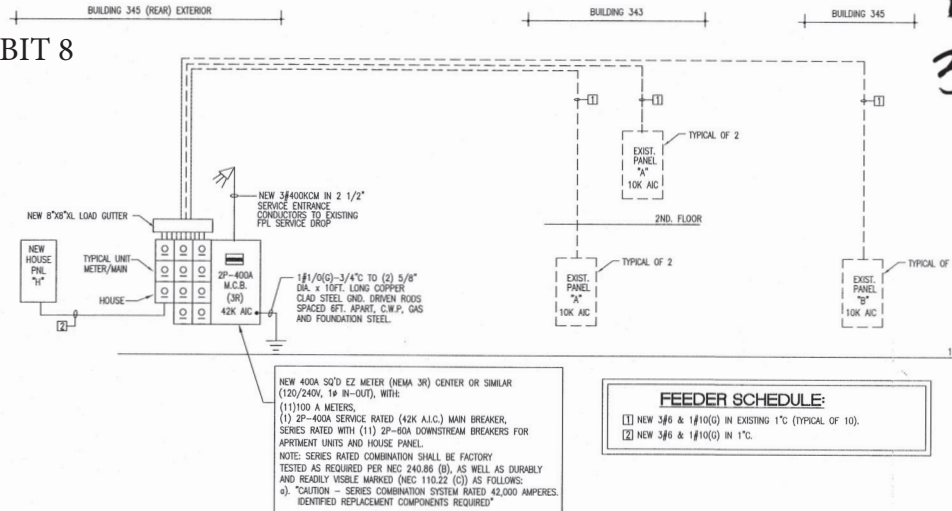 BUILDING 345 (REAR) EXTERIOR
BUILDING 343
BUILDING 345
BIT 8
1
1
1
TYPICAL OF 2
EXIST.
PANEL
"A"
10K AIC
NEW 3#400KCM IN 2 1/2"
SERVICE ENTRANCE
CONDUCTORS TO EXISTING
FPL SERVICE DROP
NEW 8"X8"XL LOAD GUTTER
2ND. FLOOR
NEW
HOUSE
PNL
"H"
TYPICAL UNIT
METER/MAIN
HOUSE
2
2P-400A
M.C.B.
(3R)
42K AIC
1#1/0(G)-3/4"C TO (2) 5/8"
DIA. x 10FT. LONG COPPER
CLAD STEEL GND. DRIVEN RODS
SPACED 6FT. APART, C.W.P, GAS
AND FOUNDATION STEEL.
TYPICAL OF 2
EXIST.
PANEL
"A"
10K AIC
TYPICAL OF
EXIST.
PANEL
"B"
10K AIC
NEW 400A SQ'D EZ METER (NEMA 3R) CENTER OR SIMILAR
(120/240V, 1ø IN-OUT), WITH:
(11)100 A METERS,
(1) 2P-400A SERVICE RATED (42K A.I.C.) MAIN BREAKER,
SERIES RATED WITH (11) 2P-60A DOWNSTREAM BREAKERS FOR
APRTMENT UNITS AND HOUSE PANEL.
NOTE: SERIES RATED COMBINATION SHALL BE FACTORY
TESTED AS REQUIRED PER NEC 240.86 (B), AS WELL AS DURABLY
AND READILY VISBLE MARKED (NEC 110.22 (C)) AS FOLLOWS:
a). "CAUTION - SERIES COMBINATION SYSTEM RATED 42,000 AMPERES.
IDENTIFIED REPLACEMENT COMPONENTS REQUIRED"
FEEDER SCHEDULE:
1 NEW 3#6 & 1#10(G) IN EXISTING 1"C (TYPICAL OF 10).
2 NEW 3#6 & 1#10(G) IN 1"C.